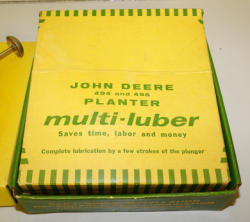 JOHN DEERE
494 and 495
PLANTER
multi-luber
Saves time, labor and money
Complete lubrication by a few strokes of the plunger